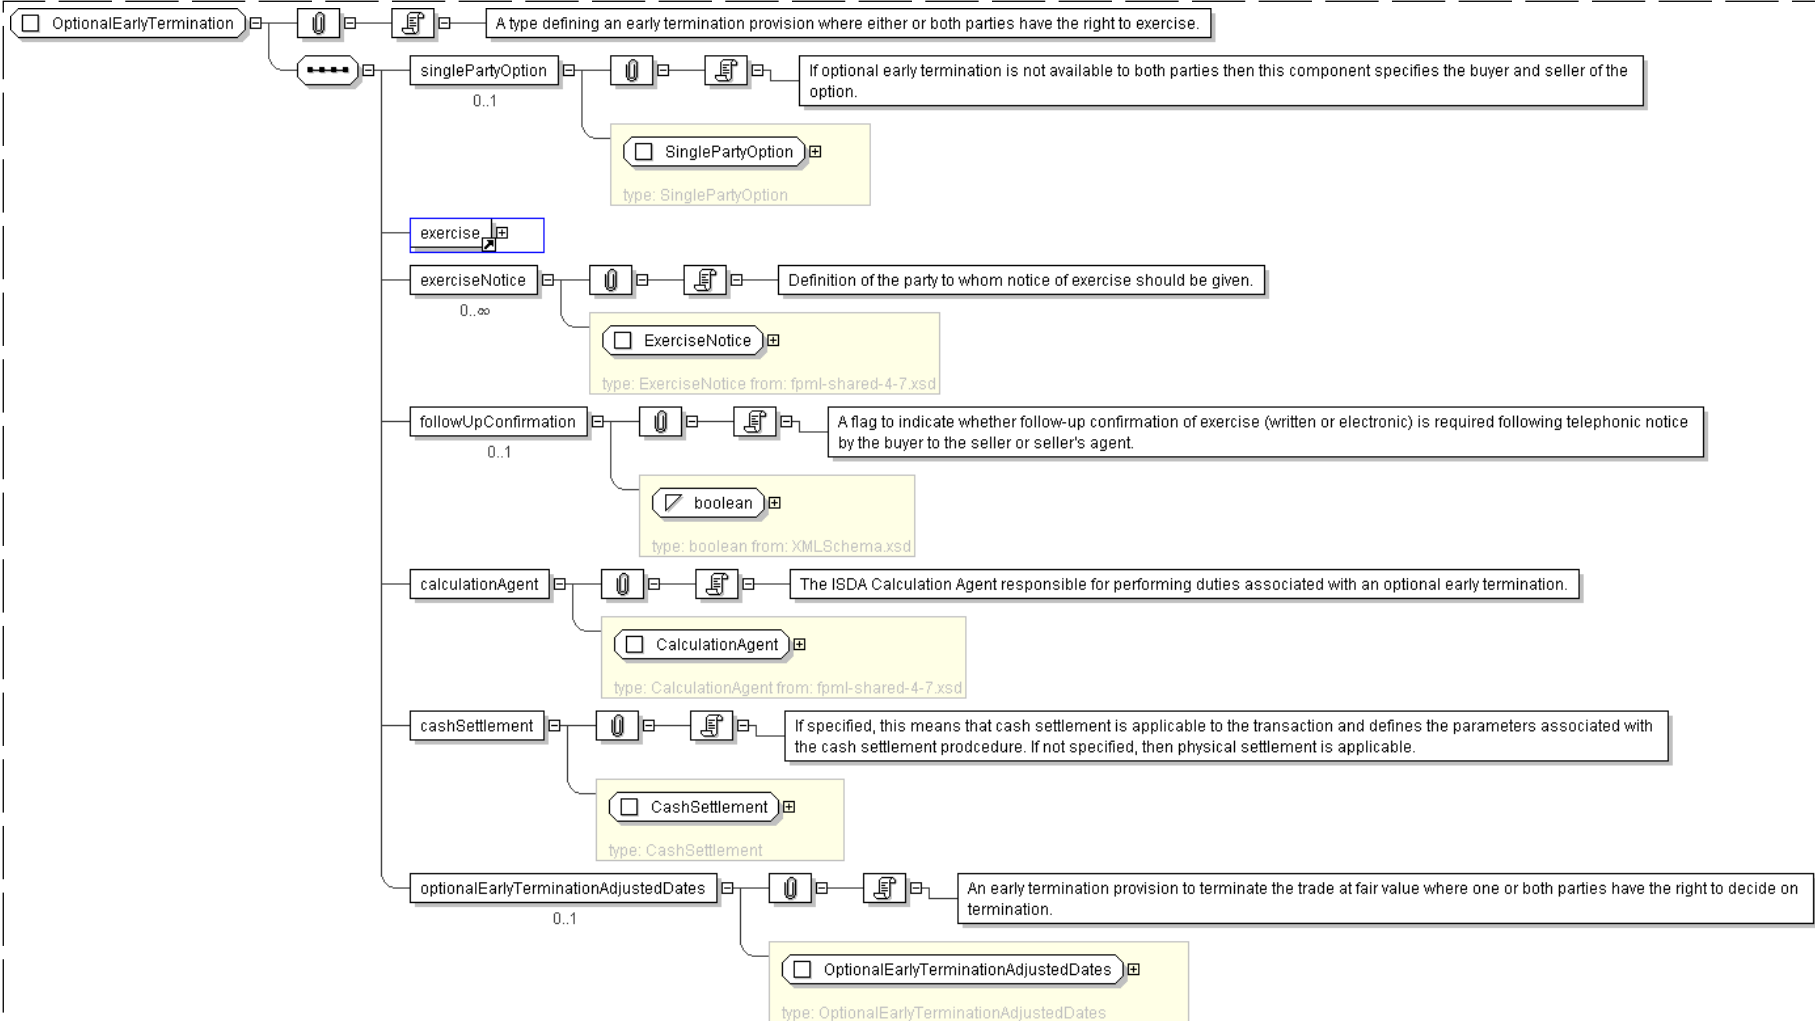 OptionalEarlyTermination
A type defining an early termination provision where either or both parties have the right to exercise.
singlePartyOption
0..1
If optional early termination is not available to both parties then this component specifies the buyer and seller of the
option.
SinglePartyOption
type: SinglePartyOption
exercise
exerciseNotice
0..∞
Definition of the party to whom notice of exercise should be given.
ExerciseNotice
type: ExerciseNotice from: fpml-shared-4-7.xsd
followUpConfirmation
0..1
A flag to indicate whether follow-up confirmation of exercise (written or electronic) is required following telephonic notice
by the buyer to the seller or seller's agent.
boolean
type: boolean from: XMLSchema.xsd
calculationAgent
The ISDA Calculation Agent responsible for performing duties associated with an optional early termination.
CalculationAgent
type: CalculationAgent from: fpml-shared-4-7.xsd
cashSettlement
If specified, this means that cash settlement is applicable to the transaction and defines the parameters associated with
the cash settlement prodcedure. If not specified, then physical settlement is applicable.
CashSettlement
type: CashSettlement
optionalEarlyTerminationAdjustedDates
0..1
An early termination provision to terminate the trade at fair value where one or both parties have the right to decide on
termination.
OptionalEarlyTerminationAdjustedDates
type: OptionalEarlyTerminationAdjustedDates